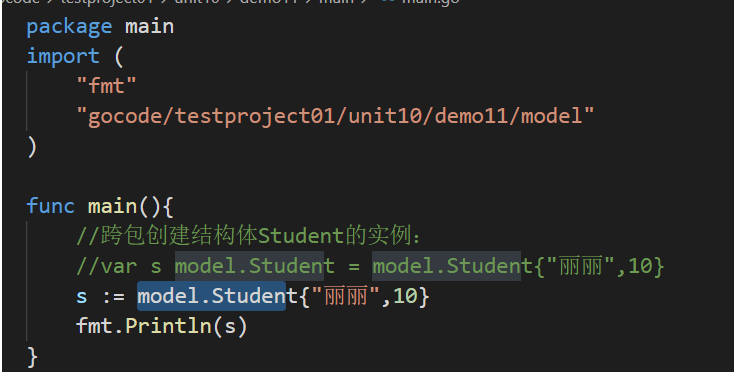 gocode > testproject01 > unit10 > demo11 > main > main.go
package main
import (
    "fmt"
    "gocode/testproject01/unit10/demo11/model"
)
func main(){
    //跨包创建结构体Student的实例：
    //var s model.Student = model.Student{"丽丽",10}
    s := model.Student{"丽丽",10}
    fmt.Println(s)
}